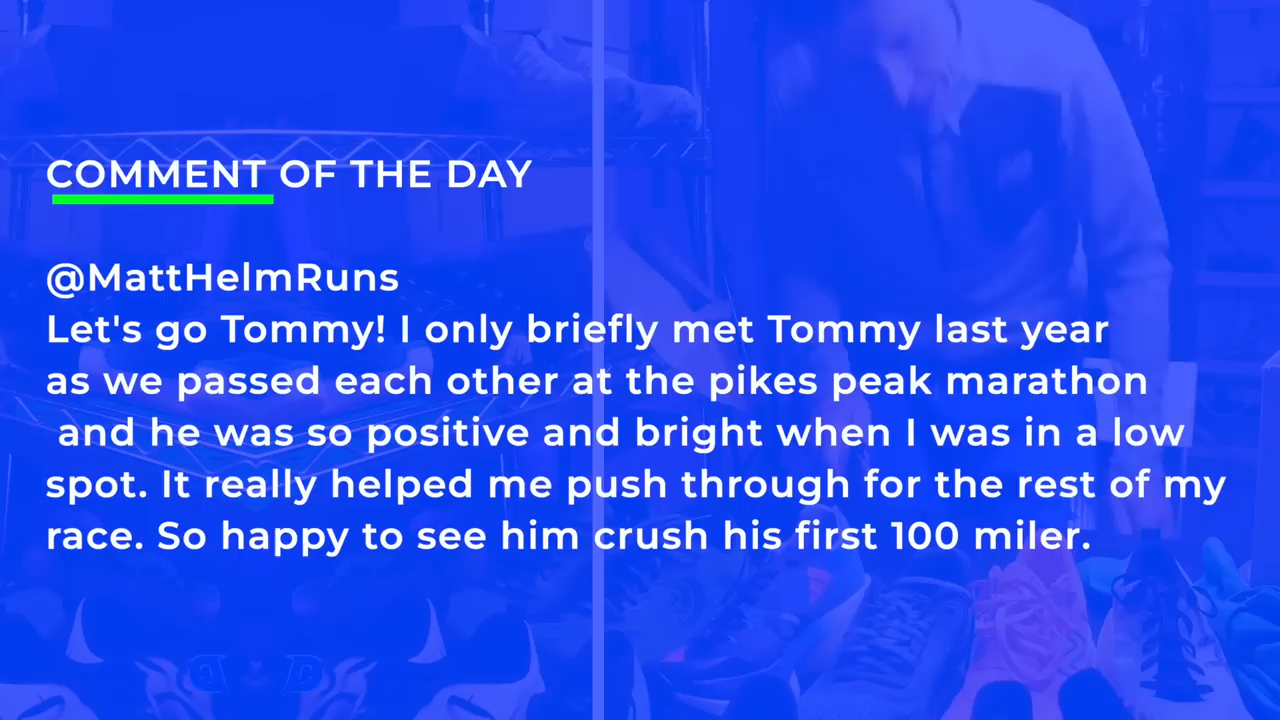 COMMENT OF THE DAY
@MattHelmRuns
Let's go Tommy! I only briefly met Tommy last year
as we passed each other at the pikes peak marathon
and he was so positive and bright when I was in a low
spot. It really helped me push through for the rest of my
race. So happy to see him crush his first 100 miler.